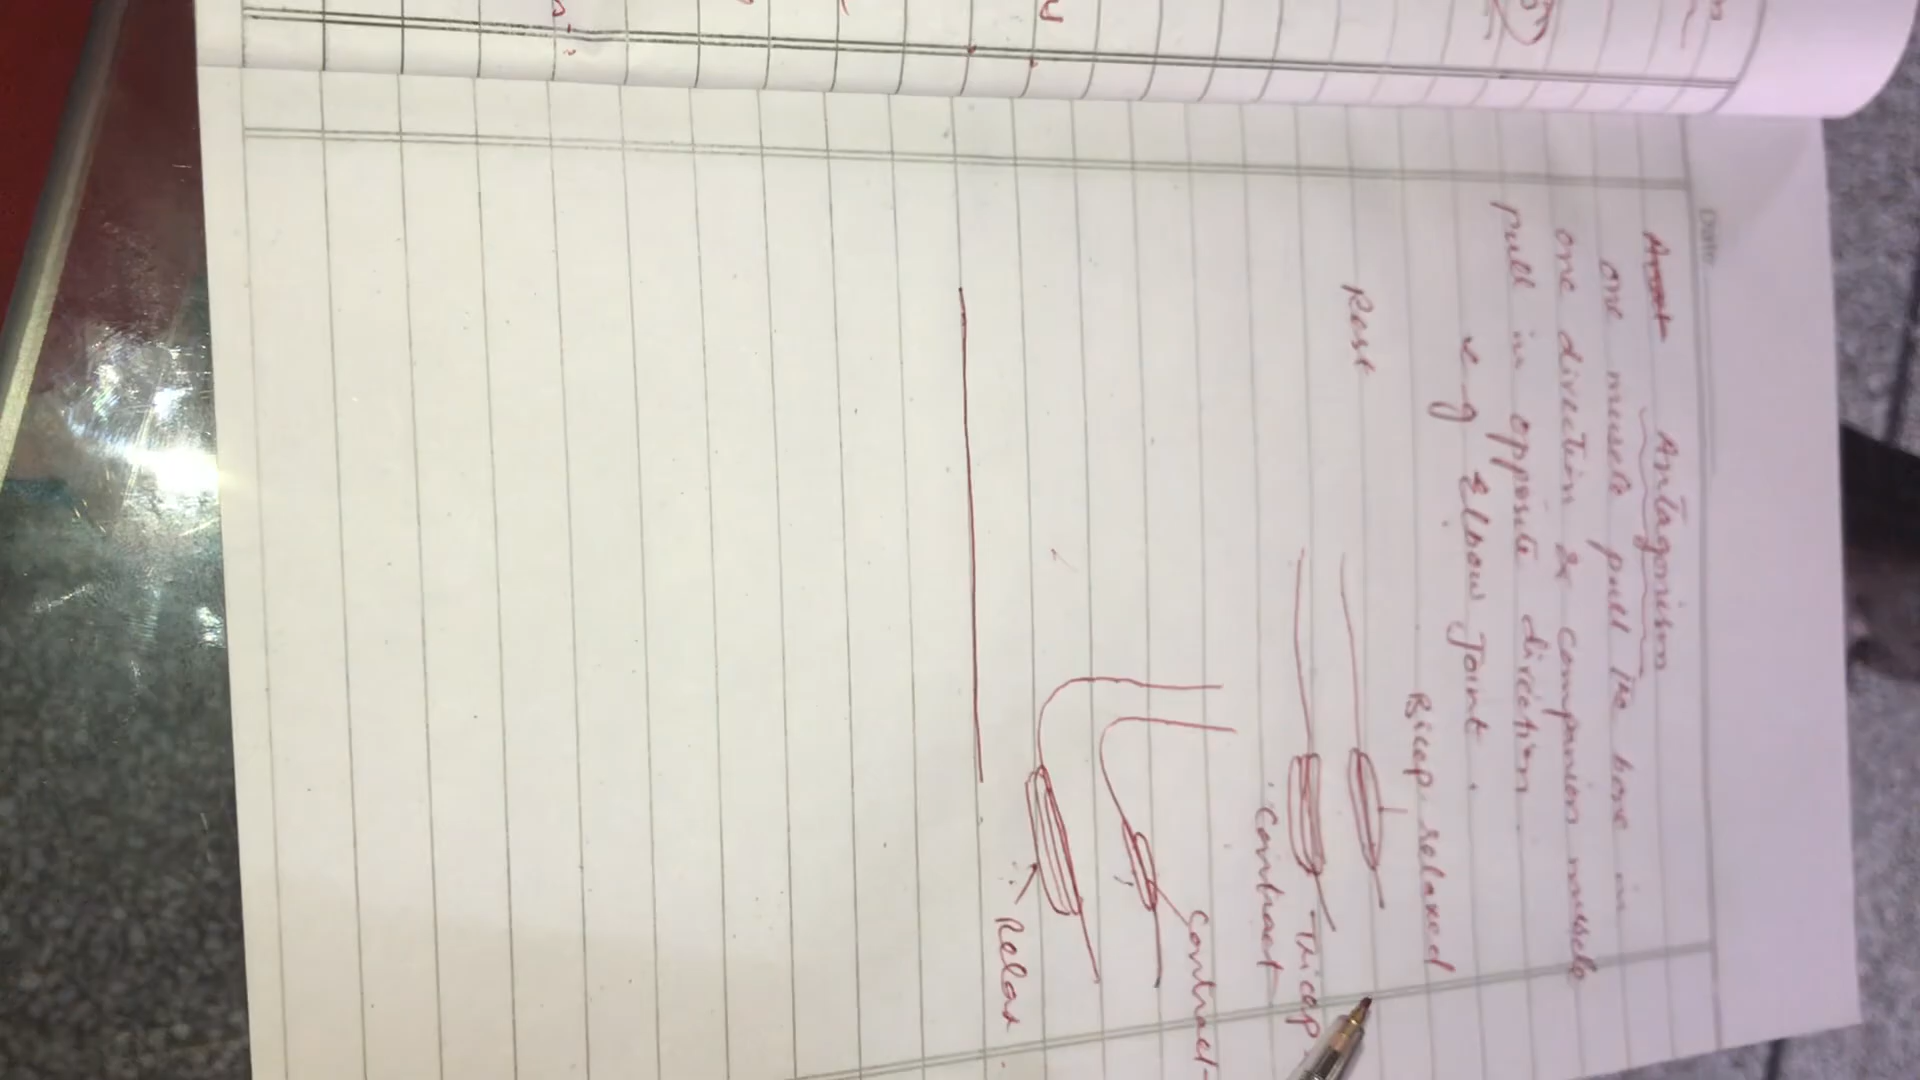 Date
Antagonism
one muscle pull the bone in
one direction & companion muscle
pull in opposite direction
e.g Elbow Joint.
Bicep relaxed
Rest
Tricep
Contract
Contract
Relax